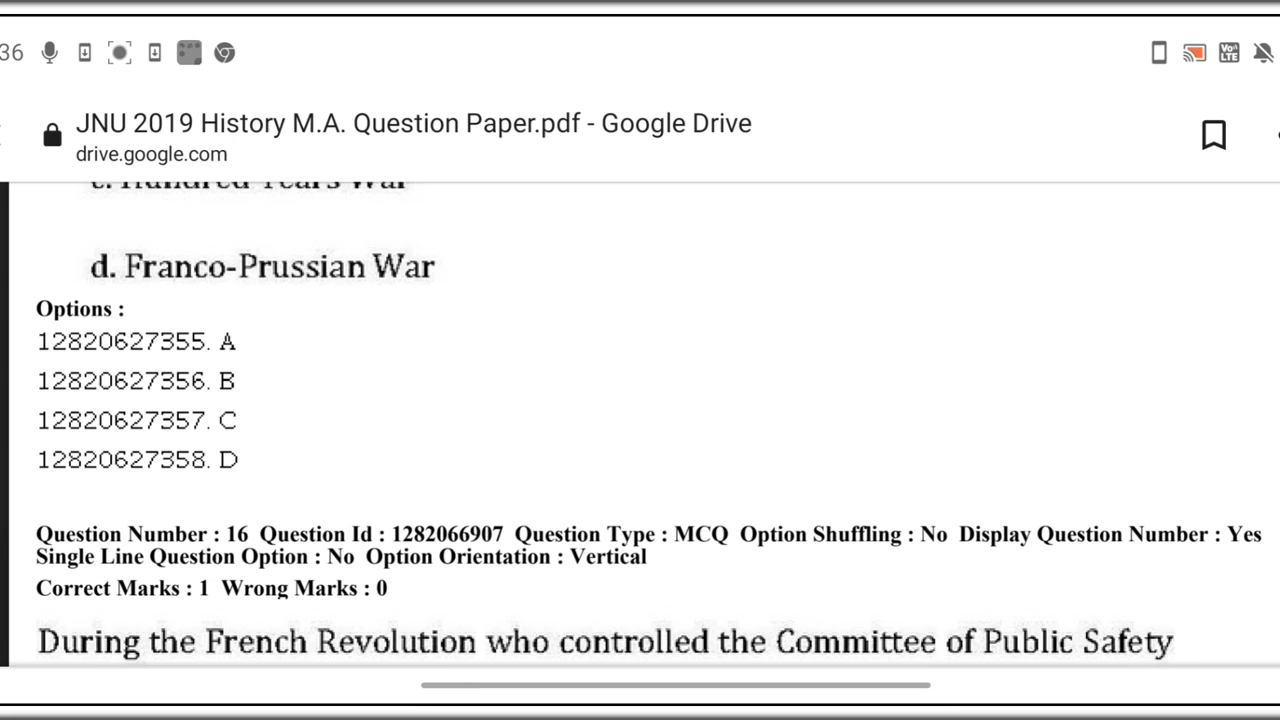 36
JNU 2019 History M.A. Question Paper.pdf - Google Drive
drive.google.com
c. Hundred Years War
d. Franco-Prussian War
Options :
12820627355. A
12820627356. B
12820627357. C
12820627358. D
Question Number : 16 Question Id : 1282066907 Question Type : MCQ Option Shuffling : No Display Question Number : Yes
Single Line Question Option : No Option Orientation : Vertical
Correct Marks : 1 Wrong Marks : 0
During the French Revolution who controlled the Committee of Public Safety